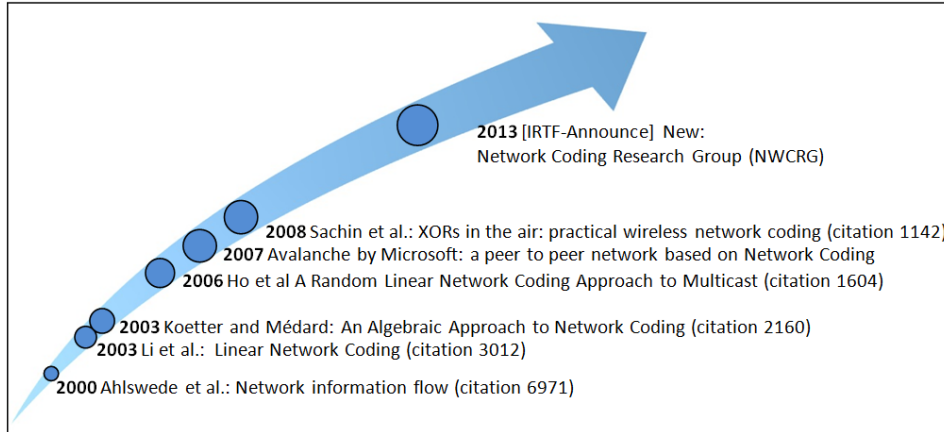 2013 [IRTF-Announce] New:
Network Coding Research Group (NWCRG)
2008 Sachin et al.: XORs in the air: practical wireless network coding (citation 1142)
2007 Avalanche by Microsoft: a peer to peer network based on Network Coding
2006 Ho et al A Random Linear Network Coding Approach to Multicast (citation 1604)
2003 Koetter and Médard: An Algebraic Approach to Network Coding (citation 2160)
2003 Li et al.: Linear Network Coding (citation 3012)
2000 Ahlswede et al.: Network information flow (citation 6971)